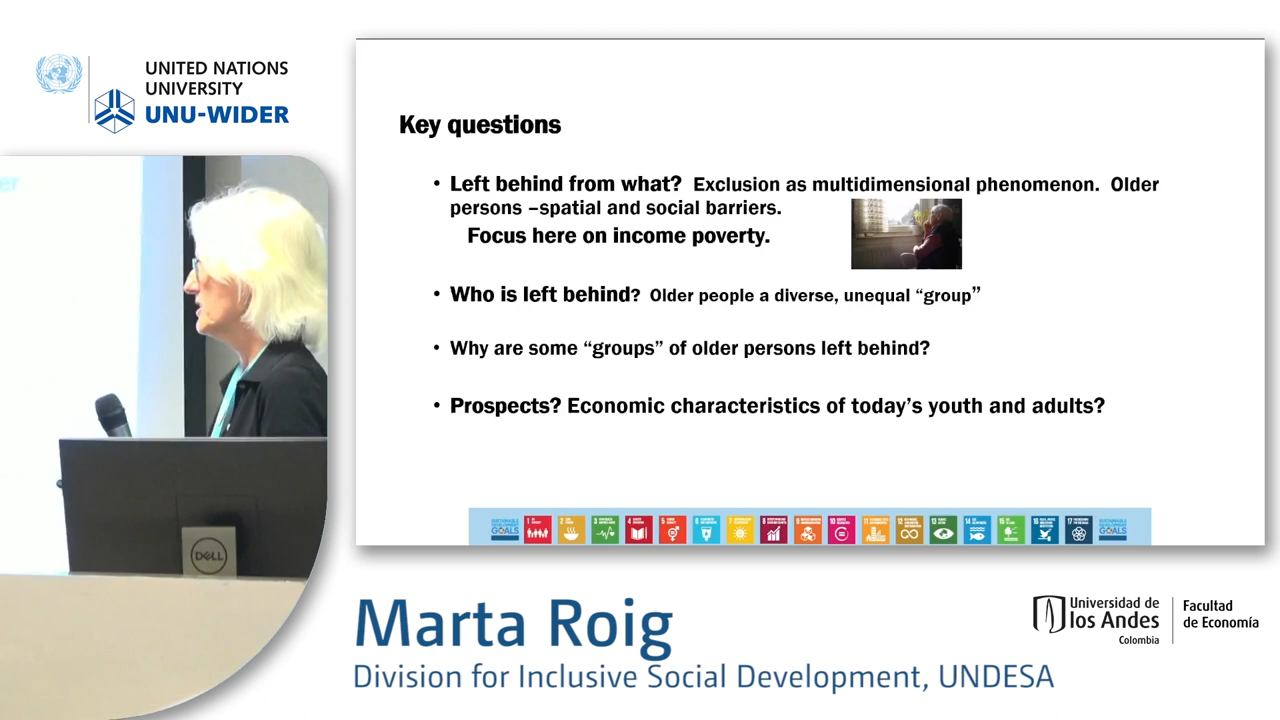 UNITED NATIONS
UNIVERSITY
UNU-WIDER
Key questions
• Left behind from what? Exclusion as multidimensional phenomenon. Older
persons –spatial and social barriers.
Focus here on income poverty.
• Who is left behind? Older people a diverse, unequal “group”
• Why are some “groups” of older persons left behind?
• Prospects? Economic characteristics of today’s youth and adults?
DELL
Marta Roig
Division for Inclusive Social Development, UNDESA
Universidad de
los Andes
Colombia
Facultad
de Economía